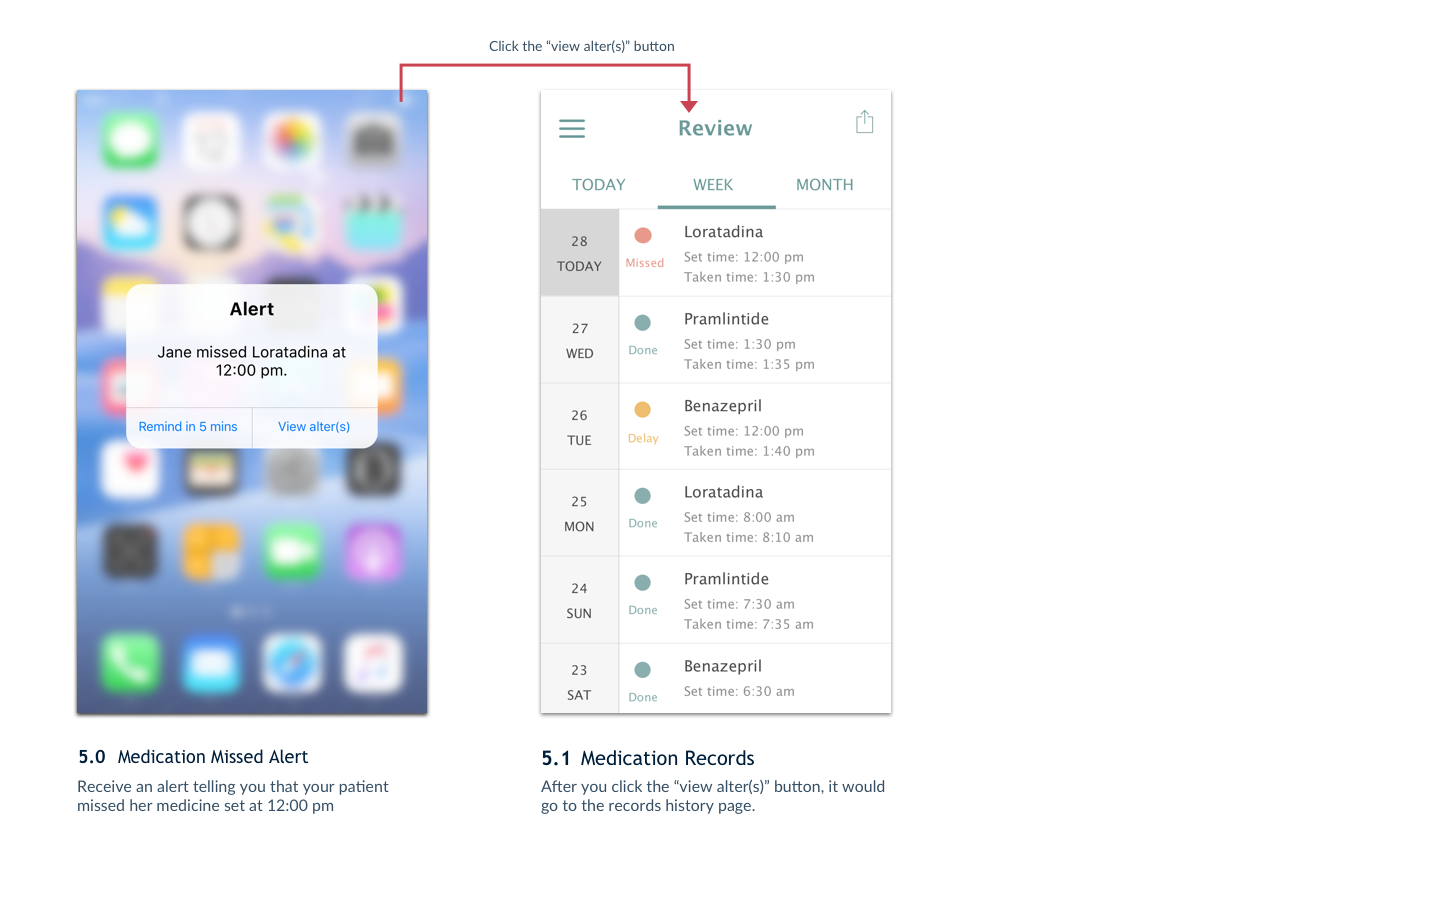 Click the “view alter(s)” button
Alert
Jane missed Loratadina at
12:00 pm.
Remind in 5 mins
View alter(s)
5.0 Medication Missed Alert
Receive an alert telling you that your patient
missed her medicine set at 12:00 pm
Review
TODAY WEEK MONTH
28
TODAY
Missed
Loratadina
Set time: 12:00 pm
Taken time: 1:30 pm
27
WED
Done
Pramlintide
Set time: 1:30 pm
Taken time: 1:35 pm
26
TUE
Delay
Benazepril
Set time: 12:00 pm
Taken time: 1:40 pm
25
MON
Done
Loratadina
Set time: 8:00 am
Taken time: 8:10 am
24
SUN
Done
Pramlintide
Set time: 7:30 am
Taken time: 7:35 am
23
SAT
Done
Benazepril
Set time: 6:30 am
5.1 Medication Records
After you click the “view alter(s)” button, it would
go to the records history page.